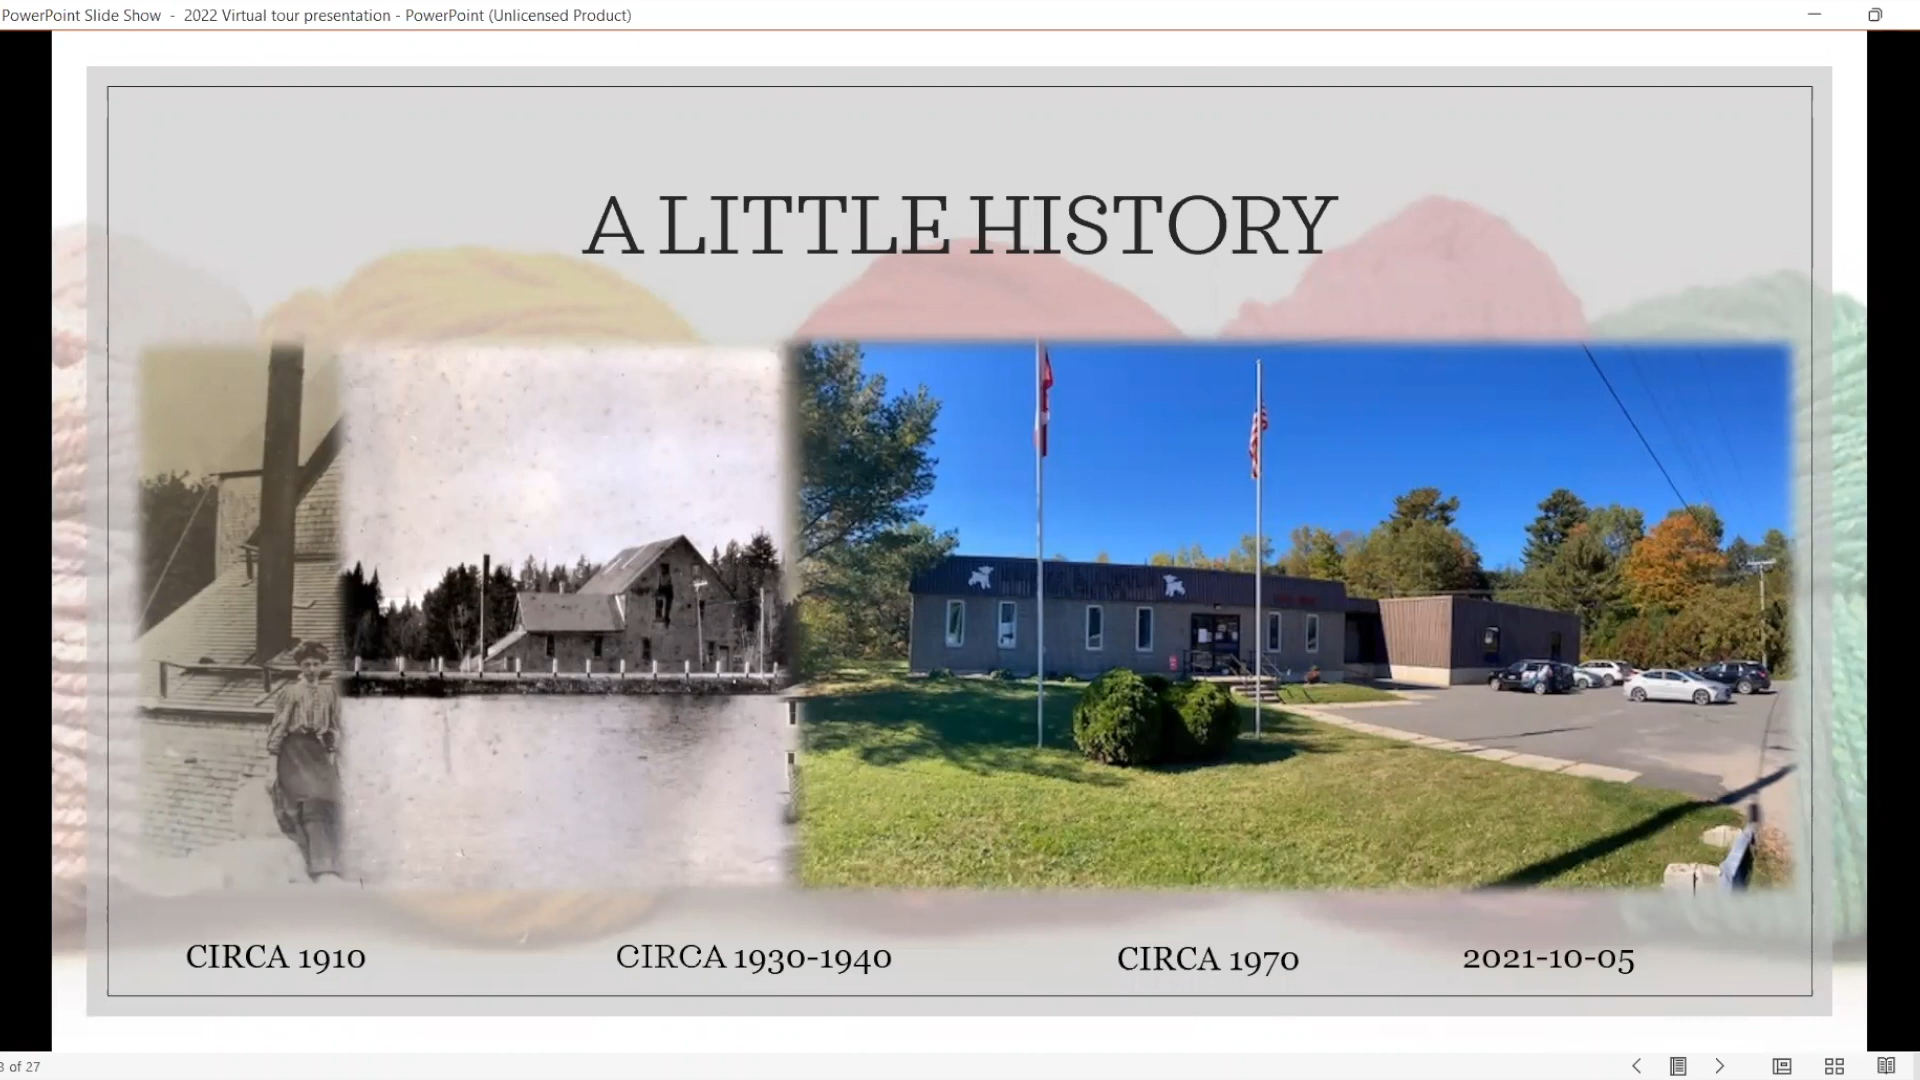 PowerPoint Slide Show - 2022 Virtual tour presentation - PowerPoint (Unlicensed Product)
A LITTLE HISTORY
CIRCA 1910
CIRCA 1930-1940
CIRCA 1970
2021-10-05
of 27